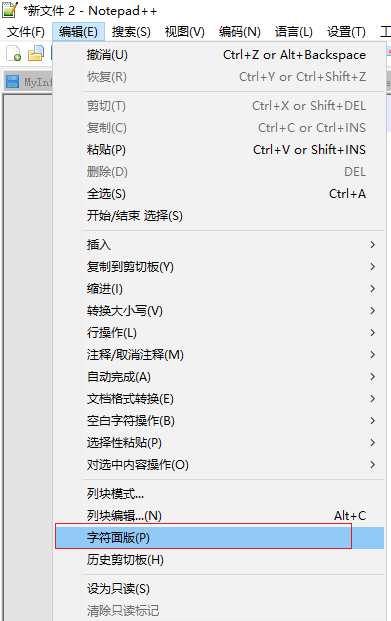 *新文件 2 - Notepad++
文件(F) 编辑(E) 搜索(S) 视图(V) 编码(N) 语言(L) 设置(T)
撤消(U) Ctrl+Z or Alt+Backspace
恢复(R) Ctrl+Y or Ctrl+Shift+Z
剪切(T) Ctrl+X or Shift+DEL
复制(C) Ctrl+C or Ctrl+INS
粘贴(P) Ctrl+V or Shift+INS
删除(D) DEL
全选(S) Ctrl+A
开始/结束 选择(S)
插入
复制到剪切板(Y)
缩进(I)
转换大小写(V)
行操作(L)
注释/取消注释(M)
自动完成(A)
文档格式转换(E)
空白字符操作(B)
选择性粘贴(P)
对选中内容操作(O)
列块模式...
列块编辑...(N) Alt+C
字符面版(P)
历史剪切板(H)
设为只读(S)
清除只读标记